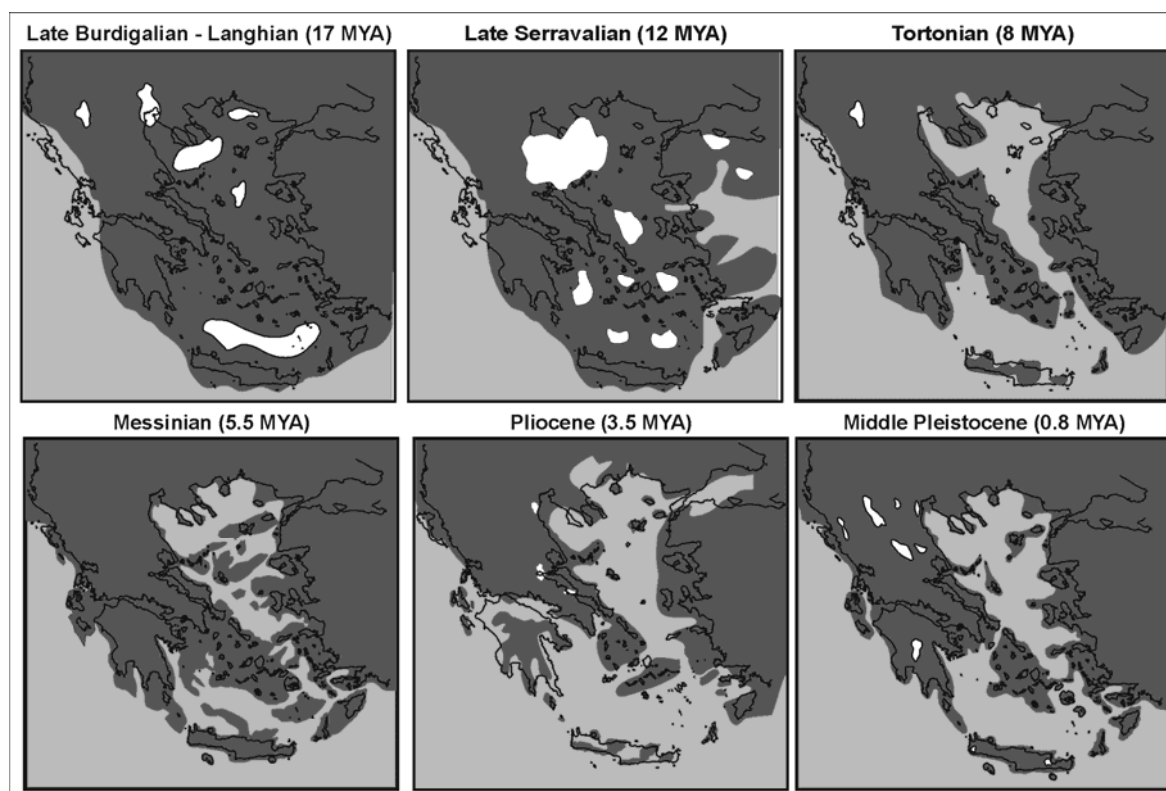 Late Burdigalian - Langhian (17 MYA)
Late Serravalian (12 MYA)
Tortonian (8 MYA)
Messinian (5.5 MYA)
Pliocene (3.5 MYA)
Middle Pleistocene (0.8 MYA)